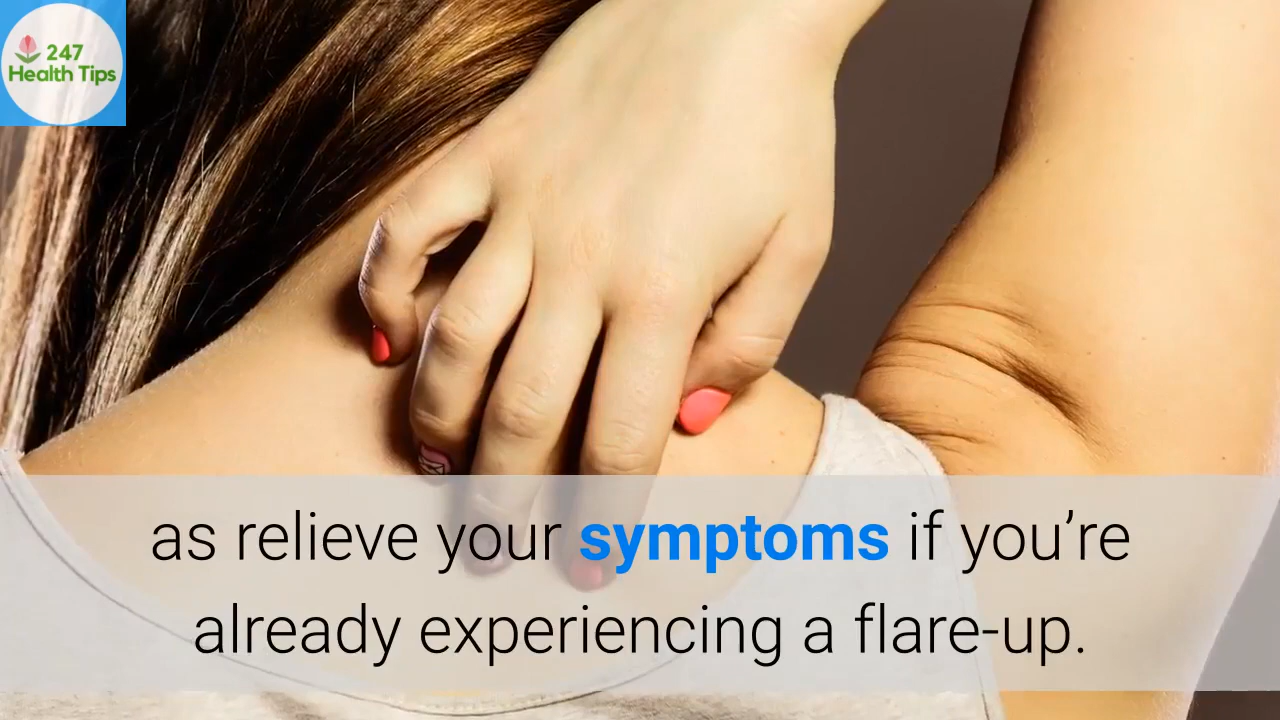 247
Health Tips
as relieve your symptoms if you’re
already experiencing a flare-up.